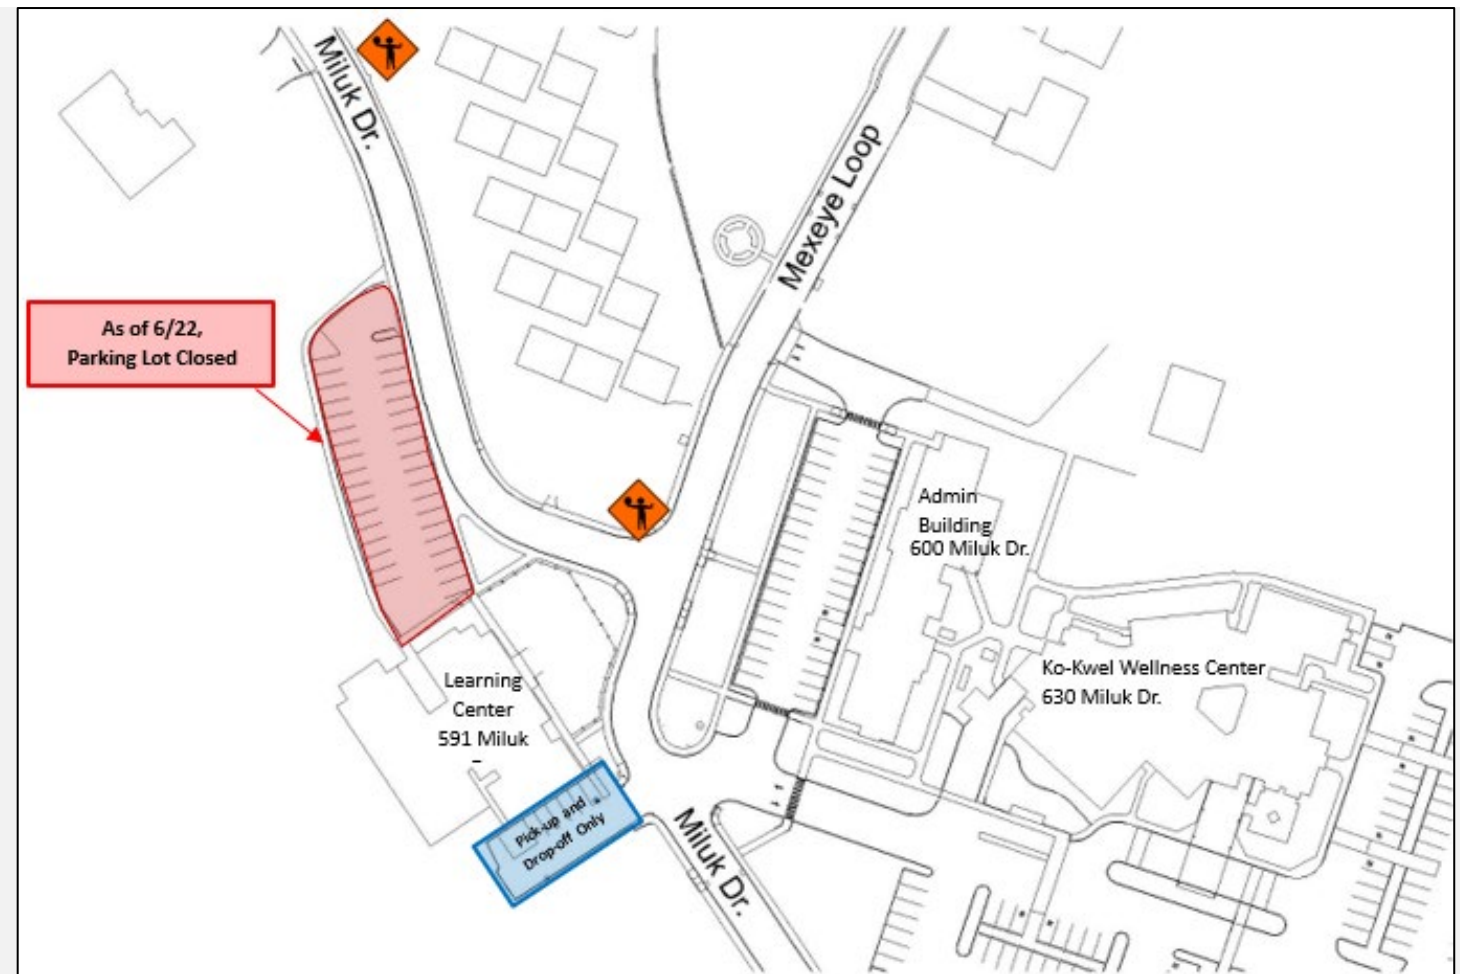 Miluk Dr.
Mexeye Loop
As of 6/22,
Parking Lot Closed
Admin
Building
600 Miluk Dr.
Ko-Kwel Wellness Center
630 Miluk Dr.
Learning
Center
591 Miluk
Pick-up and
Drop-off Only
Miluk Dr.